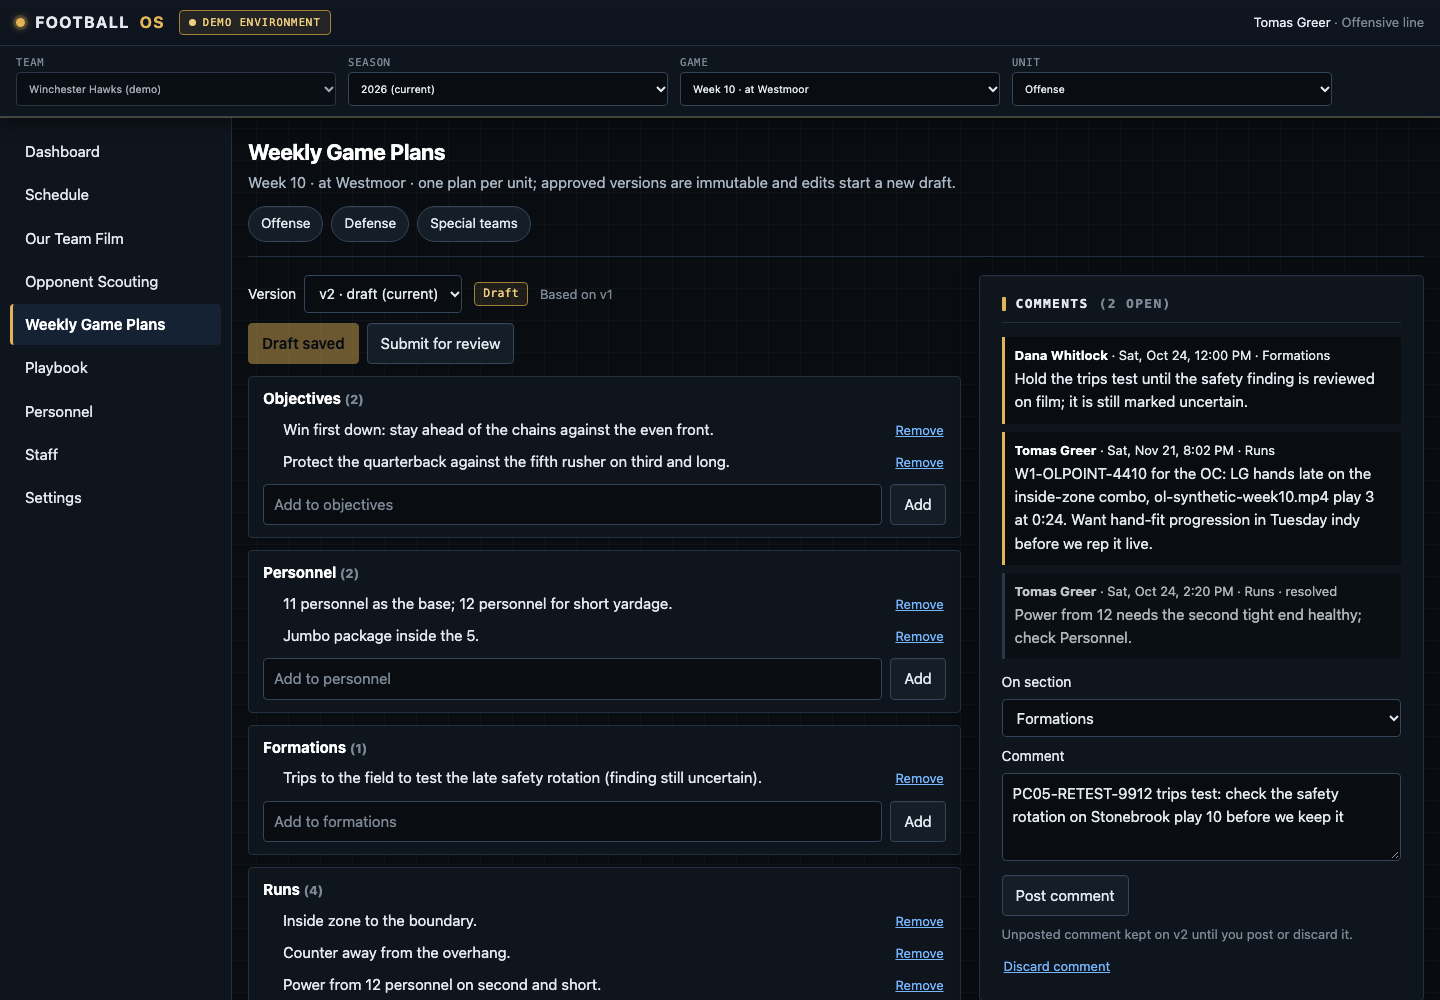 FOOTBALL OS
DEMO ENVIRONMENT
Tomas Greer · Offensive line
TEAM
Winchester Hawks (demo)
SEASON
2026 (current)
GAME
Week 10 · at Westmoor
UNIT
Offense
Dashboard
Schedule
Our Team Film
Opponent Scouting
Weekly Game Plans
Playbook
Personnel
Staff
Settings
Weekly Game Plans
Week 10 · at Westmoor · one plan per unit; approved versions are immutable and edits start a new draft.
Offense
Defense
Special teams
Version
v2 · draft (current)
Draft
Based on v1
Draft saved
Submit for review
Objectives (2)
Win first down: stay ahead of the chains against the even front.
Remove
Protect the quarterback against the fifth rusher on third and long.
Remove
Add to objectives
Add
Personnel (2)
11 personnel as the base; 12 personnel for short yardage.
Remove
Jumbo package inside the 5.
Remove
Add to personnel
Add
Formations (1)
Trips to the field to test the late safety rotation (finding still uncertain).
Remove
Add to formations
Add
Runs (4)
Inside zone to the boundary.
Remove
Counter away from the overhang.
Remove
Power from 12 personnel on second and short.
Remove
COMMENTS (2 OPEN)
Dana Whitlock · Sat, Oct 24, 12:00 PM · Formations
Hold the trips test until the safety finding is reviewed
on film; it is still marked uncertain.
Tomas Greer · Sat, Nov 21, 8:02 PM · Runs
W1-OLPOINT-4410 for the OC: LG hands late on the
inside-zone combo, ol-synthetic-week10.mp4 play 3
at 0:24. Want hand-fit progression in Tuesday indy
before we rep it live.
Tomas Greer · Sat, Oct 24, 2:20 PM · Runs · resolved
Power from 12 needs the second tight end healthy;
check Personnel.
On section
Formations
Comment
PC05-RETEST-9912 trips test: check the safety
rotation on Stonebrook play 10 before we keep it
Post comment
Unposted comment kept on v2 until you post or discard it.
Discard comment